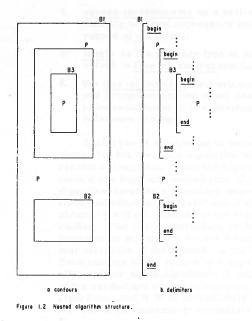 B1
P
B3
P
P
B2
a contours
B1
begin
P
B3
begin
P
end
end
P
B2
begin
end
end
b. delimiters
Figure 1.2 Nested algorithm structure.